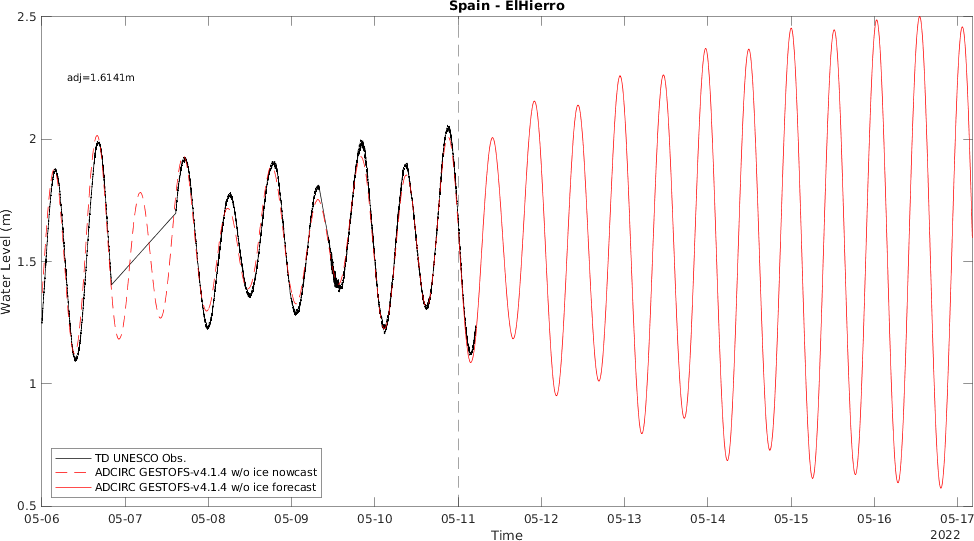 Spain - ElHierro
adj=1.6141m
2.5
2
1.5
1
0.5
Water Level (m)
TD UNESCO Obs.
ADCIRC GESTOFS-v4.1.4 w/o ice nowcast
ADCIRC GESTOFS-v4.1.4 w/o ice forecast
05-06 05-07 05-08 05-09 05-10 05-11 05-12 05-13 05-14 05-15 05-16 05-17
Time
2022